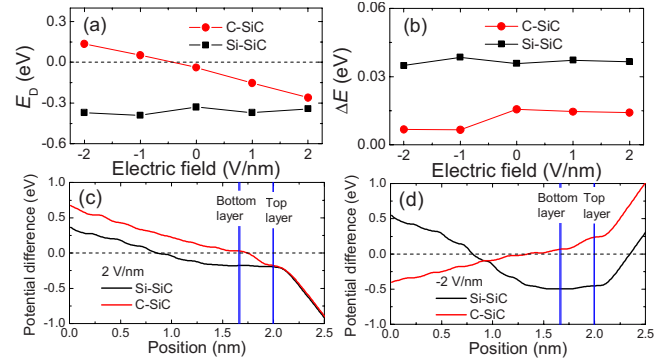 (a)
C-SiC
Si-SiC
E_D (eV)
0.3
0.0
-0.3
-0.6
-2 -1 0 1 2
Electric field (V/nm)
(b)
C-SiC
Si-SiC
ΔE (eV)
0.06
0.03
0.00
-2 -1 0 1 2
Electric field (V/nm)
(c)
Bottom layer
Top layer
2 V/nm
Si-SiC
C-SiC
Potential difference (eV)
1.0
0.5
0.0
-0.5
-1.0
0.0 0.5 1.0 1.5 2.0 2.5
Position (nm)
(d)
Bottom layer
Top layer
-2 V/nm
Si-SiC
C-SiC
Potential difference (eV)
1.0
0.5
0.0
-0.5
-1.0
0.0 0.5 1.0 1.5 2.0 2.5
Position (nm)